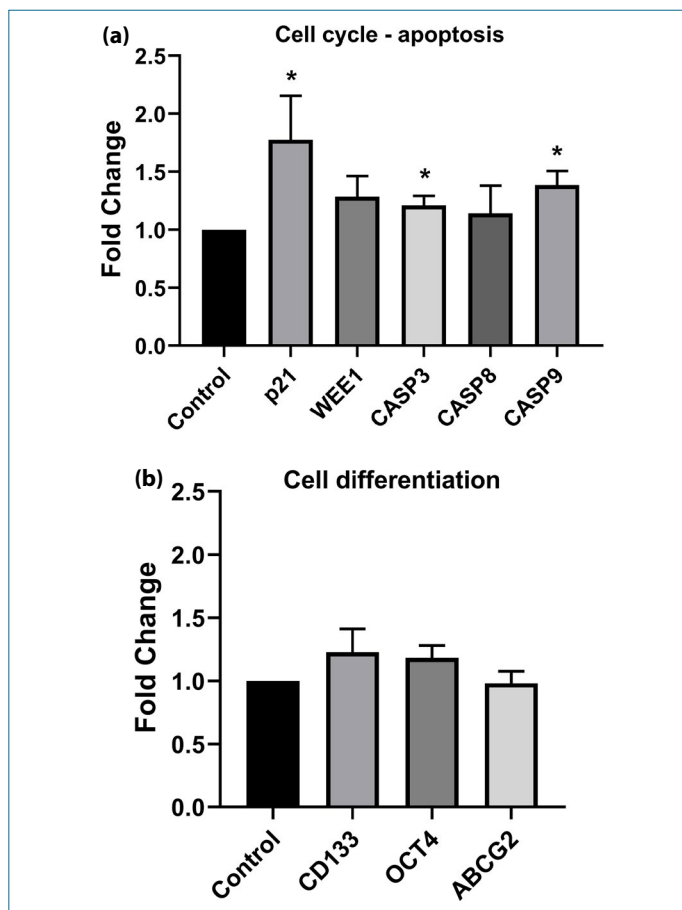 (a) Cell cycle - apoptosis
2.5
2.0
1.5
1.0
0.5
0.0
Fold Change
* * *
Control p21 WEE1 CASP3 CASP8 CASP9
(b) Cell differentiation
2.5
2.0
1.5
1.0
0.5
0.0
Fold Change
Control CD133 OCT4 ABCG2